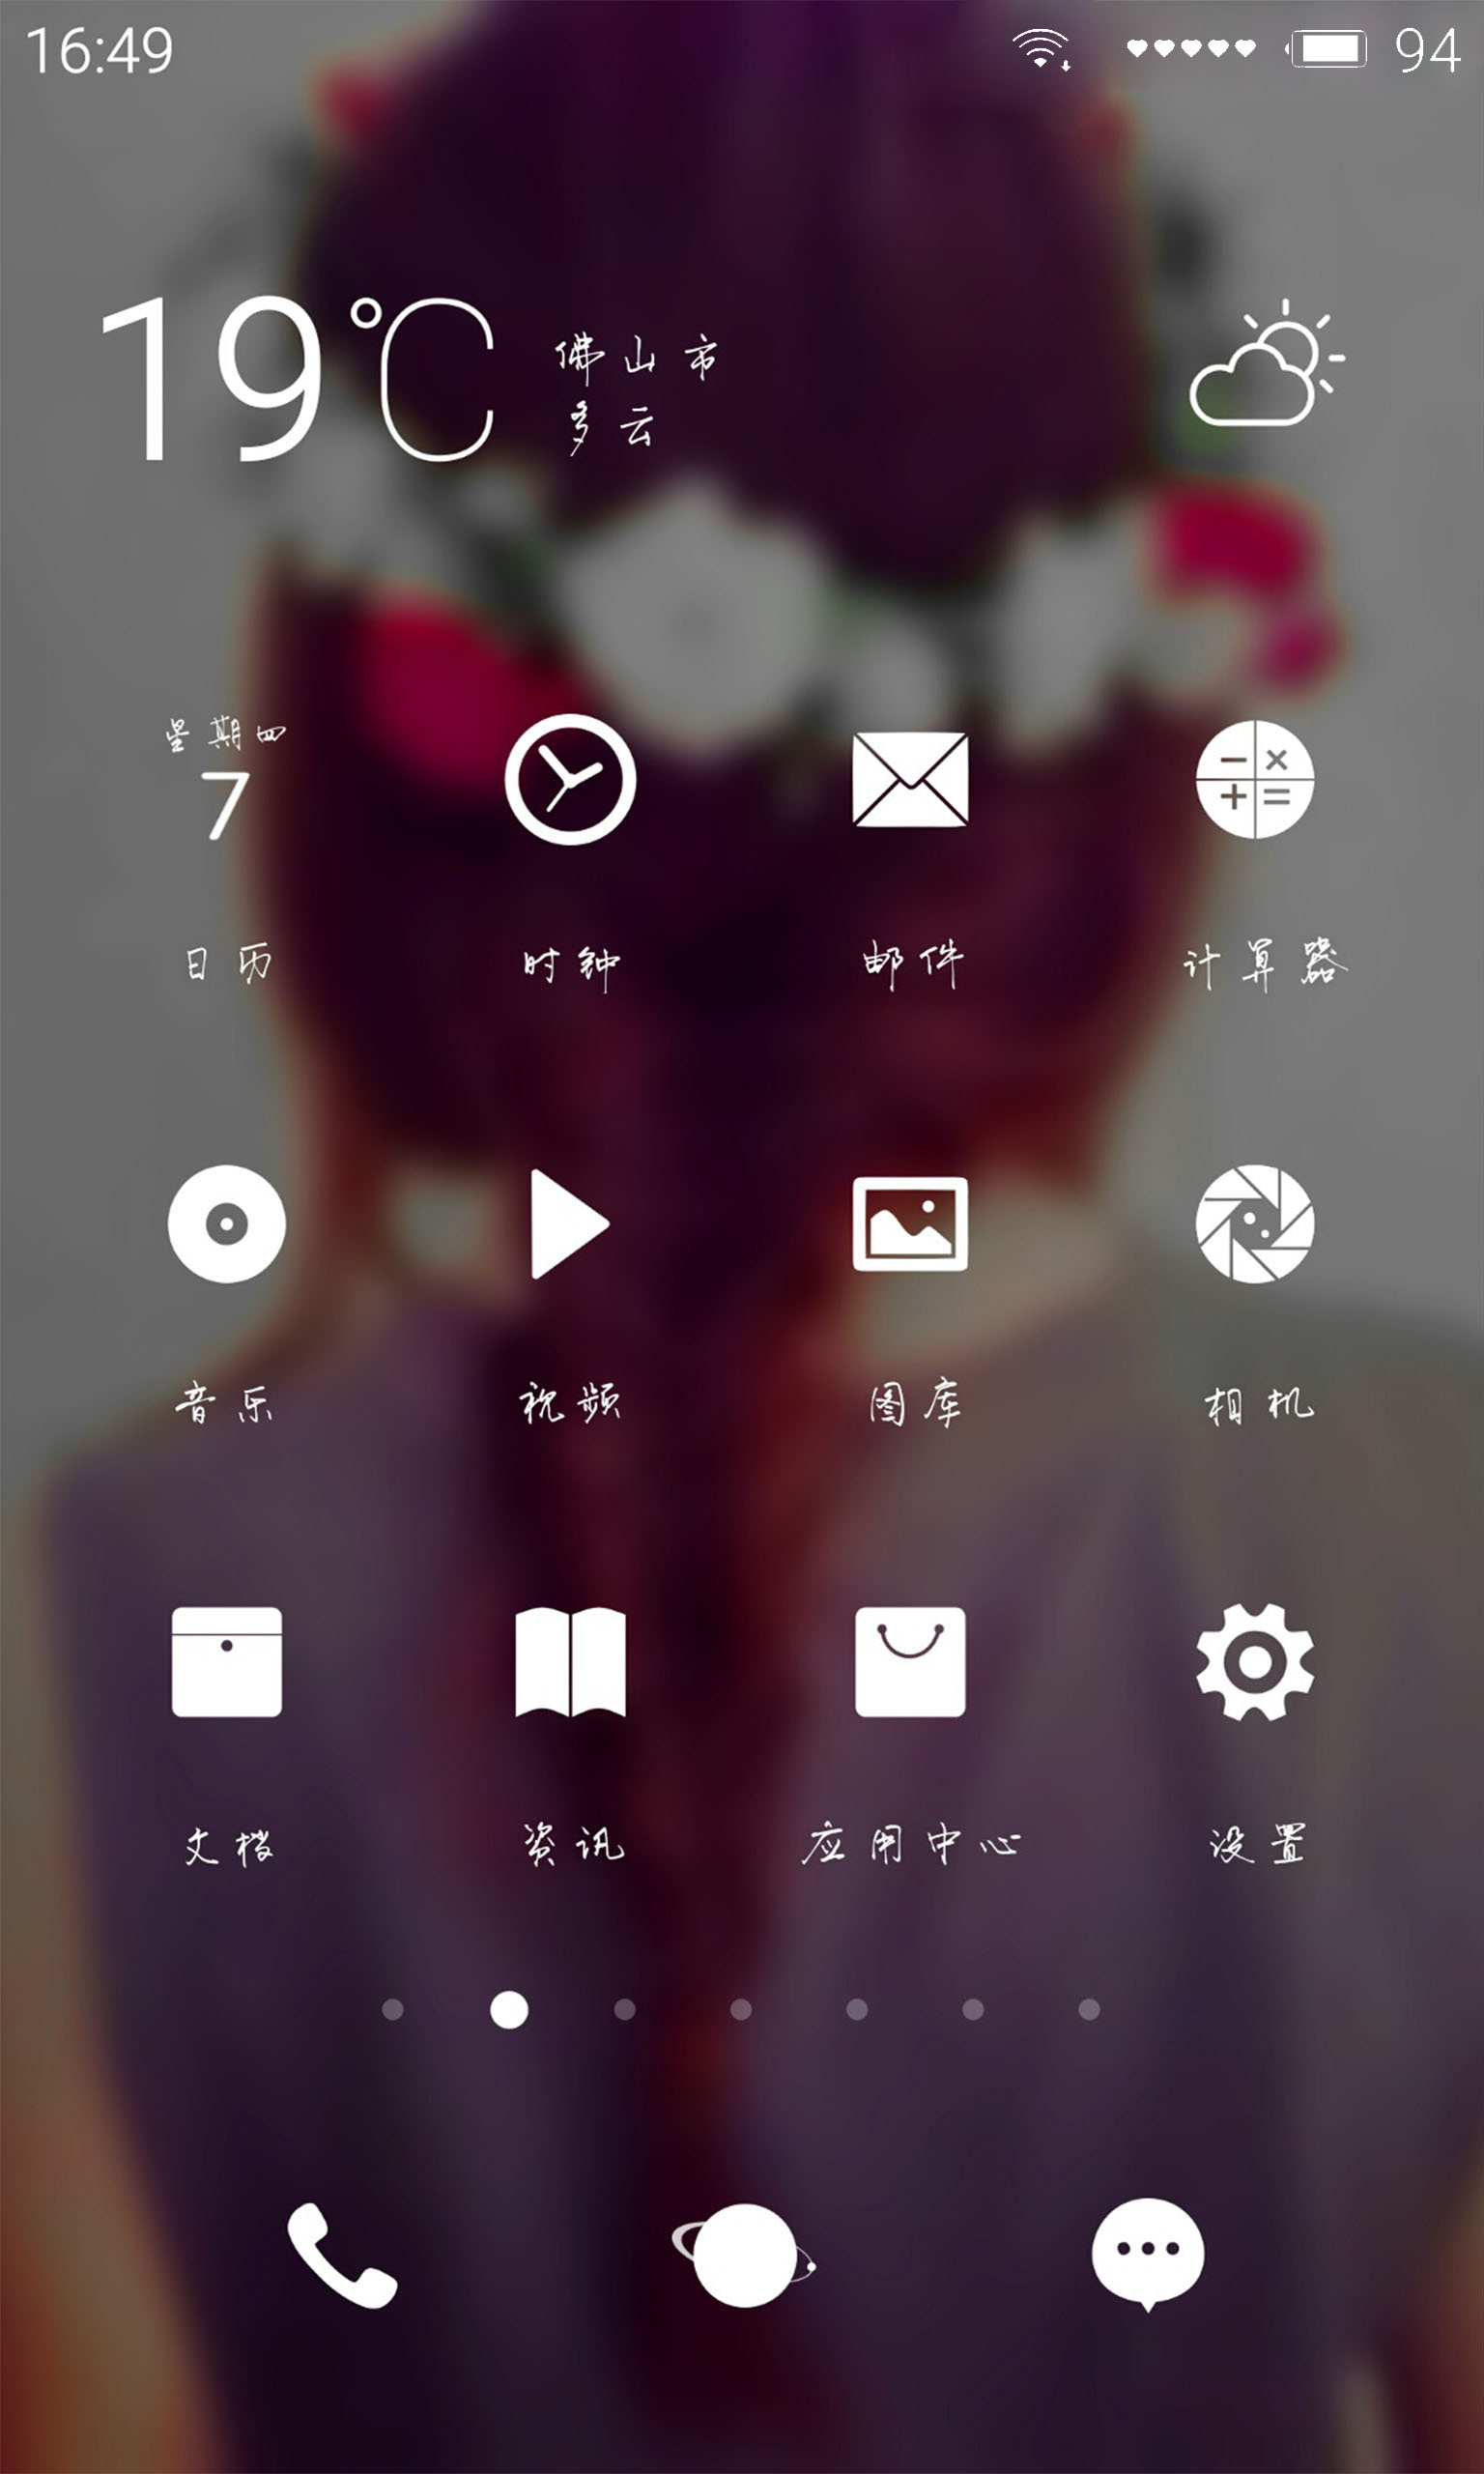 16:49 94
19℃
佛山市
多云
星期四
7
日历 时钟 邮件 计算器
音乐 视频 图库 相机
文档 资讯 应用中心 设置